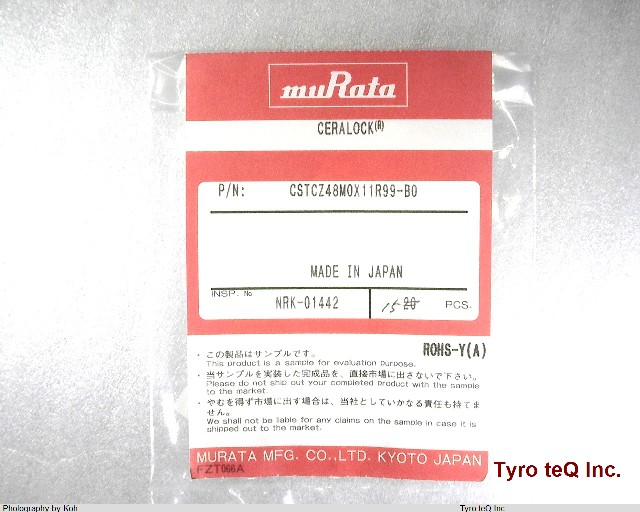 muRata
CERALOCK(R)
P/N: CSTCZ48M0X11R99-B0
MADE IN JAPAN
INSP. No
NRK-01442
15 20 PCS.
ROHS-Y(A)
・この製品はサンプルです。
This product is a sample for evaluation purpose.
・当サンプルを実装した完成品を、直接市場に出さないで下さい。
Please do not ship out your completed product with the sample
to the market.
・やむを得ず市場に出す場合は、当社としていかなる責任も持てま
せん。
We shall not be liable for any claims on the sample in case it is
shipped out to the market.
MURATA MFG. CO.,LTD. KYOTO JAPAN
FZT066A
Tyro teQ Inc.
Photography by Koh
Tyro teQ Inc.